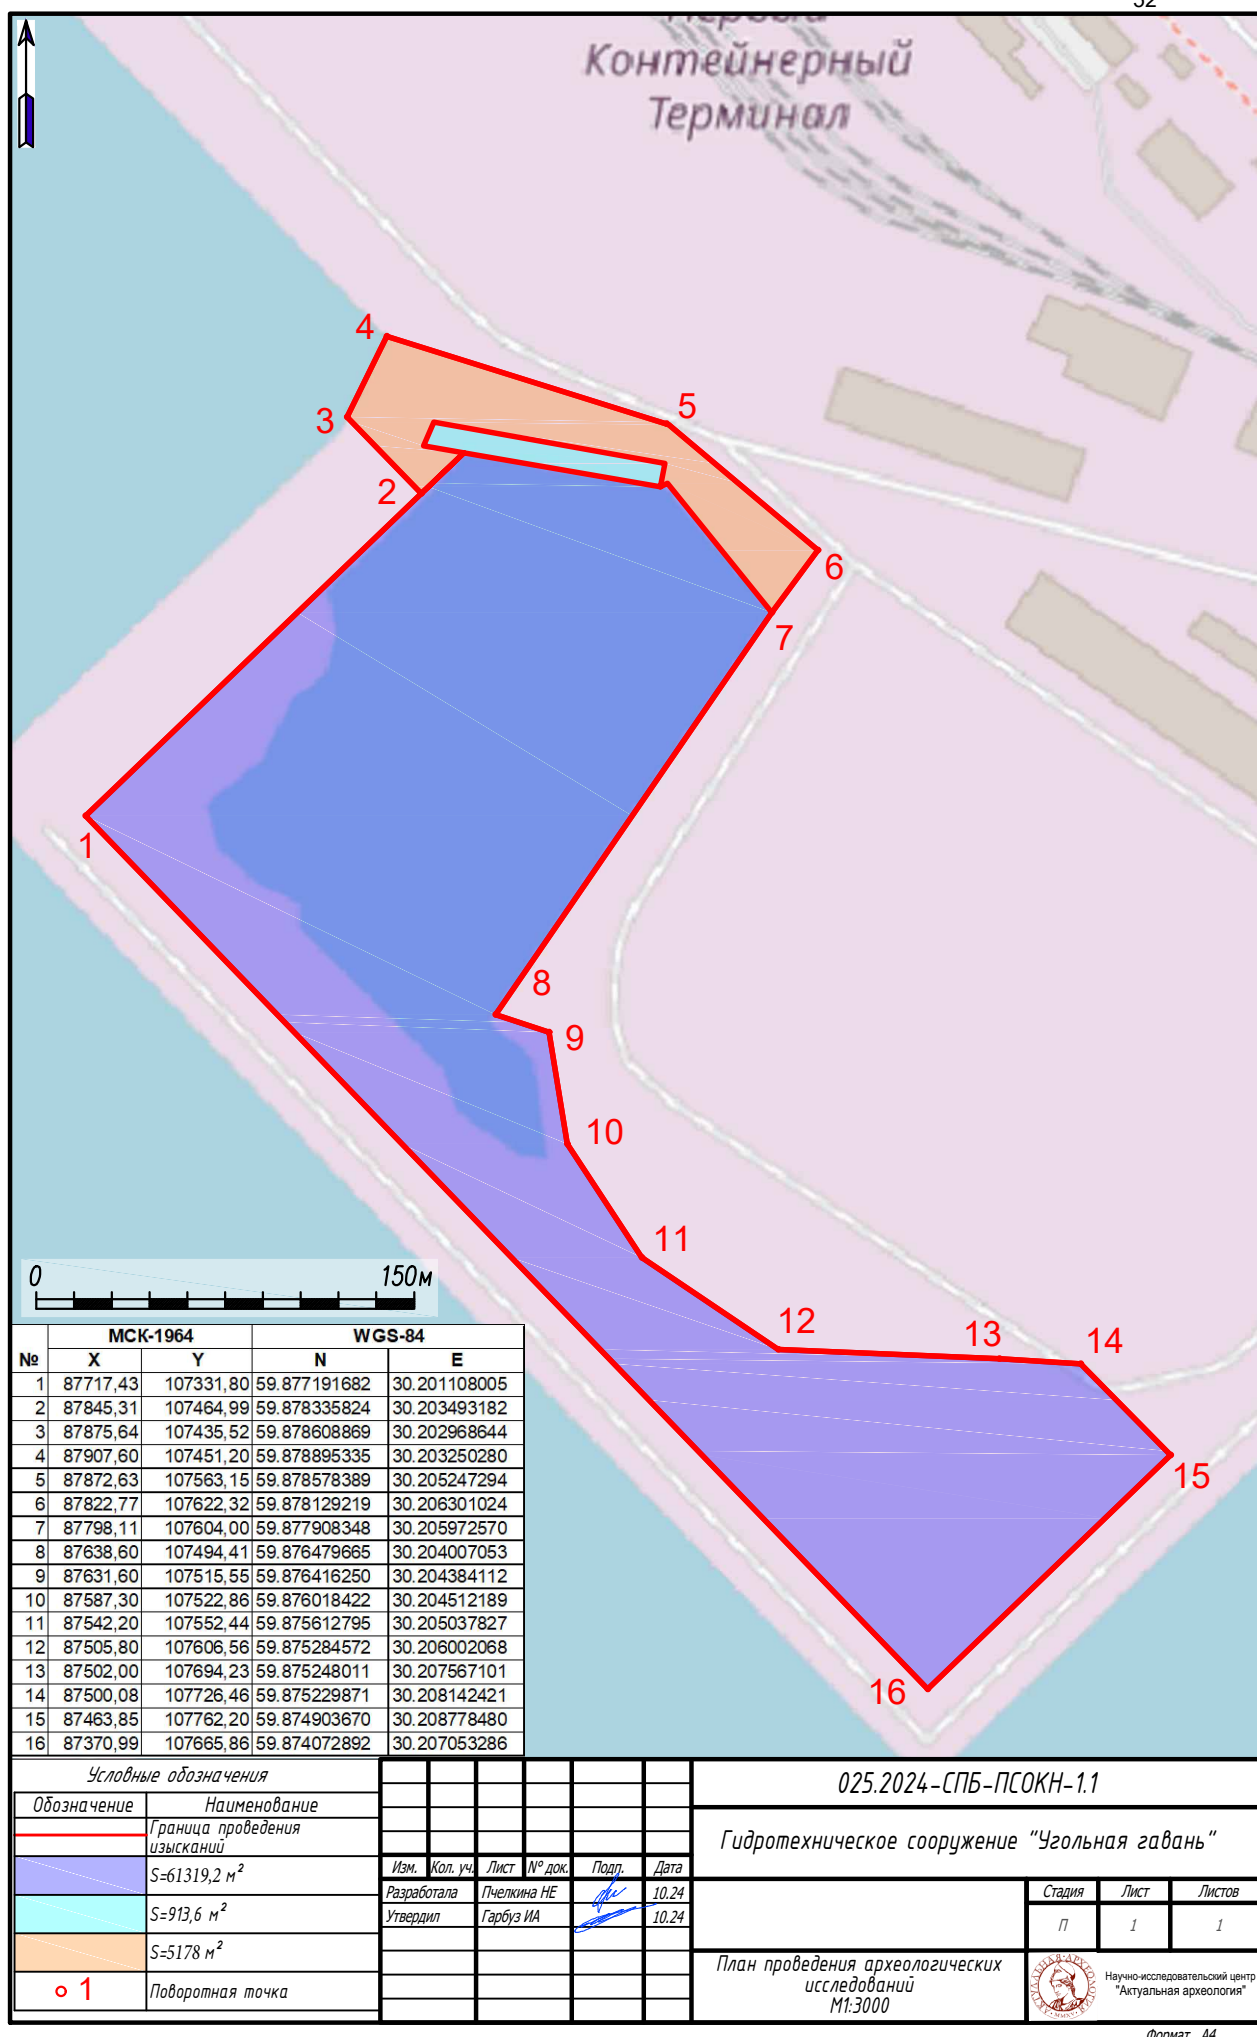 52
Первый
Контейнерный
Терминал
4
5
3
2
6
7
1
8
9
10
11
12
13
14
15
16
0 150м
№ МСК-1964 WGS-84
X Y N E
1 87717,43 107331,80 59.877191682 30.201108005
2 87845,31 107464,99 59.878335824 30.203493182
3 87875,64 107435,52 59.878608869 30.202968644
4 87907,60 107451,20 59.878895335 30.203250280
5 87872,63 107563,15 59.878578389 30.205247294
6 87822,77 107622,32 59.878129219 30.206301024
7 87798,11 107604,00 59.877908348 30.205972570
8 87638,60 107494,41 59.876479665 30.204007053
9 87631,60 107515,55 59.876416250 30.204384112
10 87587,30 107522,86 59.876018422 30.204512189
11 87542,20 107552,44 59.875612795 30.205037827
12 87505,80 107606,56 59.875284572 30.206002068
13 87502,00 107694,23 59.875248011 30.207567101
14 87500,08 107726,46 59.875229871 30.208142421
15 87463,85 107762,20 59.874903670 30.208778480
16 87370,99 107665,86 59.874072892 30.207053286
Условные обозначения
Обозначение Наименование
Граница проведения
изысканий
S=61319,2 м²
S=913,6 м²
S=5178 м²
1 Поворотная точка
Изм. Кол. уч. Лист № док. Подп. Дата
Разработала Пчелкина НЕ 10.24
Утвердил Гарбуз ИА 10.24
025.2024-СПБ-ПСОКН-1.1
Гидротехническое сооружение "Угольная гавань"
Стадия Лист Листов
П 1 1
План проведения археологических
исследований
М1:3000
АКТУАЛЬНАЯ АРХЕОЛОГИЯ
Научно-исследовательский центр
"Актуальная археология"
Формат А4